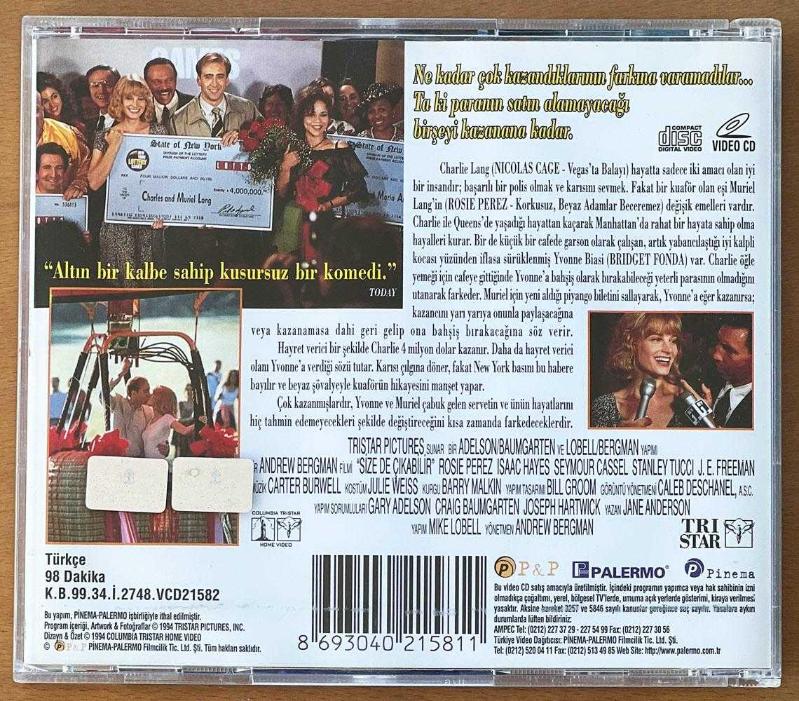 GAMES
State of New York
DIVISION OF THE LOTTERY
PRIZE PAYMENT ACCOUNT
FOUR MILLION DOLLARS AND
4,000,000.
Charles and Muriel Lang
Ne kadar çok kazandıklarının farkına varamadılar...
Ta ki paranın satın alamayacağı
birşeyi kazanana kadar.
COMPACT
disc
DIGITAL VIDEO
VIDEO CD
Charlie Lang (NICOLAS CAGE - Vegas'ta Balayı) hayatta sadece iki amacı olan iyi
bir insandır; başarılı bir polis olmak ve karısını sevmek. Fakat bir kuaför olan eşi Muriel
Lang'in (ROSIE PEREZ - Korkusuz, Beyaz Adamlar Beceremez) değişik emelleri vardır.
Charlie ile Queens'de yaşadığı hayattan kaçarak Manhattan'da rahat bir hayata sahip olma
hayalleri kurar. Bir de küçük bir cafede garson olarak çalışan, artık yabancılaştığı iyi kalpli
kocası yüzünden iflasa sürüklenmiş Yvonne Biasi (BRIDGET FONDA) var. Charlie öğle
yemeği için cafeye gittiğinde Yvonne'a bahşiş olarak bırakabileceği yeterli parasının olmadığını
utanarak farkeder. Muriel için yeni aldığı piyango biletini sallayarak, Yvonne'a eğer kazanırsa;
kazancını yarı yarıya onunla paylaşacağına
veya kazanamasa dahi geri gelip ona bahşiş bırakacağına söz verir.
Hayret verici bir şekilde Charlie 4 milyon dolar kazanır. Daha da hayret verici
olanı Yvonne'a verdiği sözü tutar. Karısı çılgına döner, fakat New York basını bu habere
bayılır ve beyaz şövalyeyle kuaförün hikayesini manşet yapar.
Çok kazanmışlardır, Yvonne ve Muriel çabuk gelen servetin ve ünün hayatlarını
hiç tahmin edemeyecekleri şekilde değiştireceğini kısa zamanda farkedeceklerdir.
"Altın bir kalbe sahip kusursuz bir komedi."
TODAY
TRISTAR PICTURES SUNAR BİR ADELSON/BAUMGARTEN VE LOBELL/BERGMAN YAPIMI
ANDREW BERGMAN FİLMİ "SİZE DE ÇIKABİLİR" ROSIE PEREZ ISAAC HAYES SEYMOUR CASSEL STANLEY TUCCI J. E. FREEMAN
MÜZİK CARTER BURWELL KOSTÜM JULIE WEISS KURGU BARRY MALKIN YAPIM TASARIMI BILL GROOM GÖRÜNTÜ YÖNETMENİ CALEB DESCHANEL, A.S.C.
YAPIM SORUMLULARI GARY ADELSON CRAIG BAUMGARTEN JOSEPH HARTWICK YAZAN JANE ANDERSON
YAPIM MIKE LOBELL YÖNETMEN ANDREW BERGMAN
COLUMBIA TRISTAR
HOME VIDEO
TRI
STAR
Türkçe
98 Dakika
K.B.99.34.İ.2748.VCD21582
Bu yapım, PİNEMA-PALERMO işbirliğiyle ithal edilmiştir.
Program İçeriği, Artwork & Fotoğraflar © 1994 TRISTAR PICTURES, INC.
Dizayn & Özet © 1994 COLUMBIA TRISTAR HOME VIDEO
© P&P PİNEMA-PALERMO Filmcilik Tic. Ltd. Şti. Tüm hakları saklıdır.
8 693040 215811
P&P PALERMO Pinema
Bu video CD satış amacıyla üretilmiştir. İçindeki programın yapımcı veya hak sahibinin izni
olmadıkça çoğaltımı, yerel, bölgesel TV'lerde, umuma açık yerlerde gösterimi, kiraya verilmesi
yasaktır. Aksine hareket 3257 ve 5846 sayılı kanunlar gereğince suç sayılır. Yasalara aykırı
durumlarda lütfen bildiriniz.
AMPEC Tel: (0212) 227 37 29 - 227 54 99 Fax: (0212) 227 30 56
Türkiye Video Dağıtıcısı: PİNEMA-PALERMO Filmcilik Tic. Ltd. Şti.
Tel: (0212) 520 04 11 Fax: (0212) 513 49 85 Web Site: http://www.palermo.com.tr